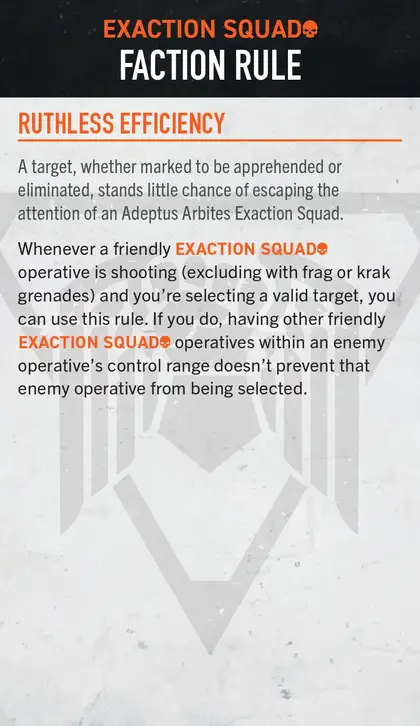 EXACTION SQUAD
FACTION RULE
RUTHLESS EFFICIENCY
A target, whether marked to be apprehended or
eliminated, stands little chance of escaping the
attention of an Adeptus Arbites Exaction Squad.
Whenever a friendly EXACTION SQUAD
operative is shooting (excluding with frag or krak
grenades) and you’re selecting a valid target, you
can use this rule. If you do, having other friendly
EXACTION SQUAD operatives within an enemy
operative’s control range doesn’t prevent that
enemy operative from being selected.